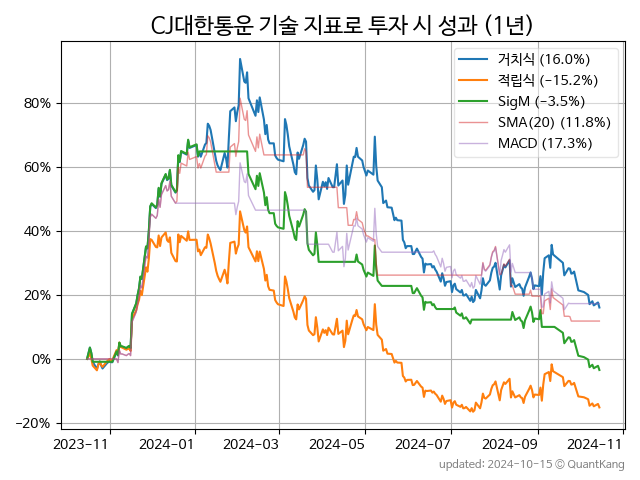 CJ대한통운 기술 지표로 투자 시 성과 (1년)
거치식 (16.0%)
적립식 (−15.2%)
SigM (−3.5%)
SMA(20) (11.8%)
MACD (17.3%)
80%
60%
40%
20%
0%
−20%
2023-11 2024-01 2024-03 2024-05 2024-07 2024-09 2024-11
updated: 2024-10-15 © QuantKang